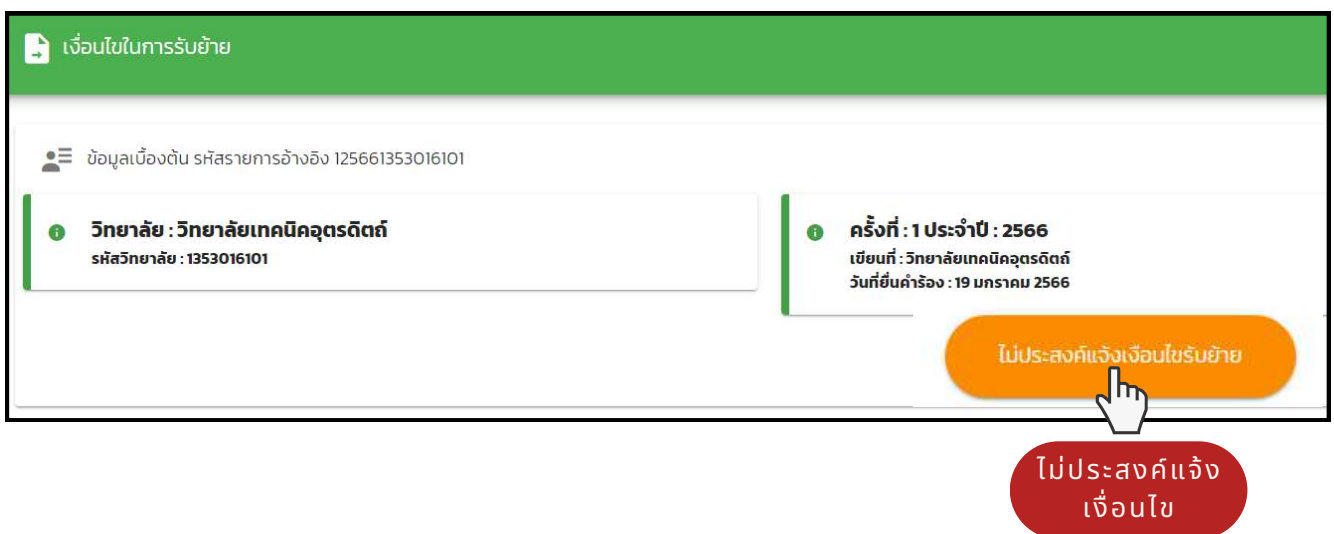 เงื่อนไขในการรับย้าย
ข้อมูลเบื้องต้น รหัสรายการอ้างอิง 125661353016101
วิทยาลัย : วิทยาลัยเทคนิคอุตรดิตถ์
รหัสวิทยาลัย : 1353016101
ครั้งที่ : 1 ประจำปี : 2566
เขียนที่ : วิทยาลัยเทคนิคอุตรดิตถ์
วันที่ยื่นคำร้อง : 19 มกราคม 2566
ไม่ประสงค์แจ้งเงือนไขรับย้าย
ไม่ประสงค์แจ้ง
เงื่อนไข